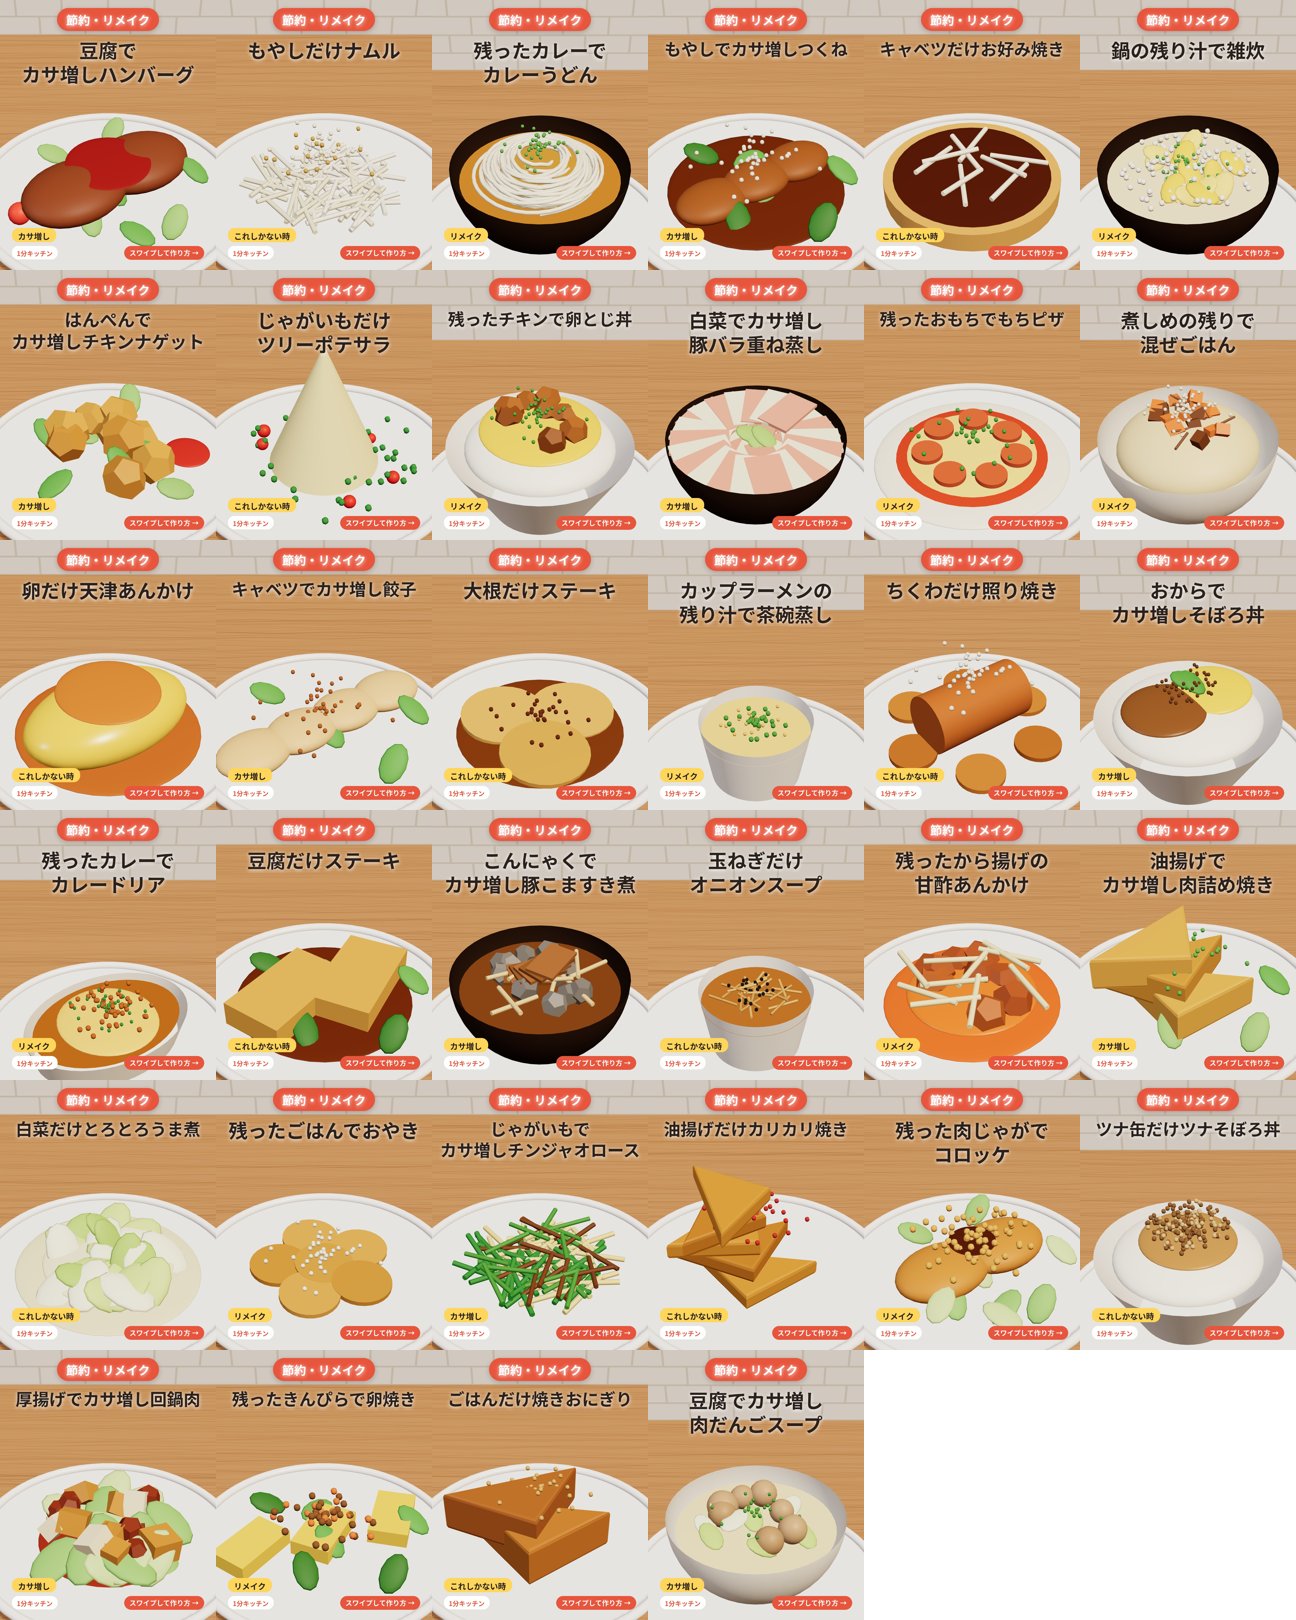 節約・リメイク
豆腐で
カサ増しハンバーグ
カサ増し
1分キッチン
スワイプして作り方→
節約・リメイク
もやしだけナムル
これしかない時
1分キッチン
スワイプして作り方→
節約・リメイク
残ったカレーで
カレーうどん
リメイク
1分キッチン
スワイプして作り方→
節約・リメイク
もやしでカサ増しつくね
カサ増し
1分キッチン
スワイプして作り方→
節約・リメイク
キャベツだけお好み焼き
これしかない時
1分キッチン
スワイプして作り方→
節約・リメイク
鍋の残り汁で雑炊
リメイク
1分キッチン
スワイプして作り方→
節約・リメイク
はんぺんで
カサ増しチキンナゲット
カサ増し
1分キッチン
スワイプして作り方→
節約・リメイク
じゃがいもだけ
ツリーポテサラ
これしかない時
1分キッチン
スワイプして作り方→
節約・リメイク
残ったチキンで卵とじ丼
リメイク
1分キッチン
スワイプして作り方→
節約・リメイク
白菜でカサ増し
豚バラ重ね蒸し
カサ増し
1分キッチン
スワイプして作り方→
節約・リメイク
残ったおもちでもちピザ
リメイク
1分キッチン
スワイプして作り方→
節約・リメイク
煮しめの残りで
混ぜごはん
リメイク
1分キッチン
スワイプして作り方→
節約・リメイク
卵だけ天津あんかけ
これしかない時
1分キッチン
スワイプして作り方→
節約・リメイク
キャベツでカサ増し餃子
カサ増し
1分キッチン
スワイプして作り方→
節約・リメイク
大根だけステーキ
これしかない時
1分キッチン
スワイプして作り方→
節約・リメイク
カップラーメンの
残り汁で茶碗蒸し
リメイク
1分キッチン
スワイプして作り方→
節約・リメイク
ちくわだけ照り焼き
これしかない時
1分キッチン
スワイプして作り方→
節約・リメイク
おからで
カサ増しそぼろ丼
カサ増し
1分キッチン
スワイプして作り方→
節約・リメイク
残ったカレーで
カレードリア
リメイク
1分キッチン
スワイプして作り方→
節約・リメイク
豆腐だけステーキ
これしかない時
1分キッチン
スワイプして作り方→
節約・リメイク
こんにゃくで
カサ増し豚こますき煮
カサ増し
1分キッチン
スワイプして作り方→
節約・リメイク
玉ねぎだけ
オニオンスープ
これしかない時
1分キッチン
スワイプして作り方→
節約・リメイク
残ったから揚げの
甘酢あんかけ
リメイク
1分キッチン
スワイプして作り方→
節約・リメイク
油揚げで
カサ増し肉詰め焼き
カサ増し
1分キッチン
スワイプして作り方→
節約・リメイク
白菜だけとろとろうま煮
これしかない時
1分キッチン
スワイプして作り方→
節約・リメイク
残ったごはんでおやき
リメイク
1分キッチン
スワイプして作り方→
節約・リメイク
じゃがいもで
カサ増しチンジャオロース
カサ増し
1分キッチン
スワイプして作り方→
節約・リメイク
油揚げだけカリカリ焼き
これしかない時
1分キッチン
スワイプして作り方→
節約・リメイク
残った肉じゃがで
コロッケ
リメイク
1分キッチン
スワイプして作り方→
節約・リメイク
ツナ缶だけツナそぼろ丼
これしかない時
1分キッチン
スワイプして作り方→
節約・リメイク
厚揚げでカサ増し回鍋肉
カサ増し
1分キッチン
スワイプして作り方→
節約・リメイク
残ったきんぴらで卵焼き
リメイク
1分キッチン
スワイプして作り方→
節約・リメイク
ごはんだけ焼きおにぎり
これしかない時
1分キッチン
スワイプして作り方→
節約・リメイク
豆腐でカサ増し
肉だんごスープ
カサ増し
1分キッチン
スワイプして作り方→